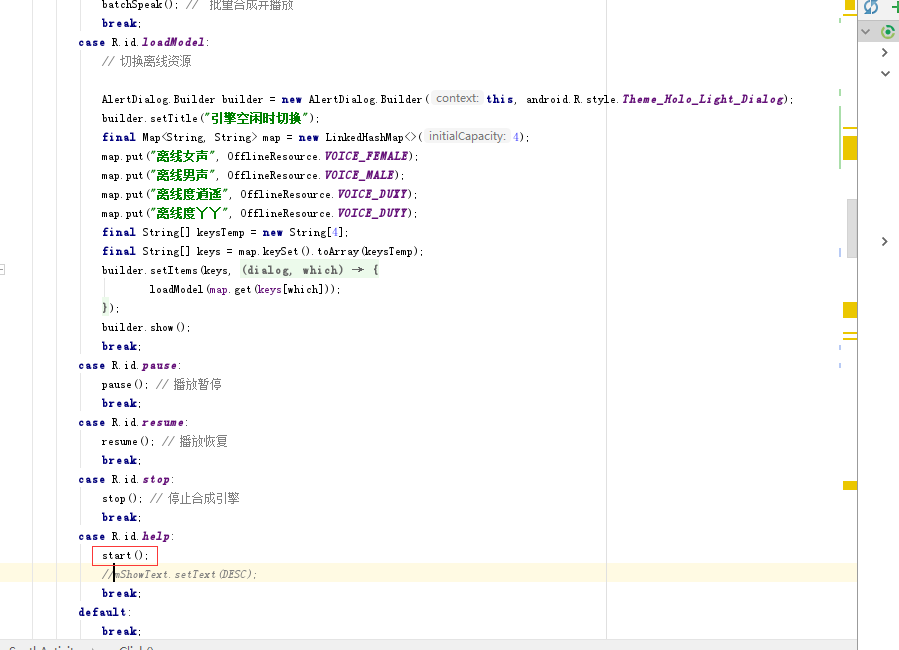 batchSpeak(); // 批量合成并播放
break;
case R.id.loadModel:
// 切换离线资源
AlertDialog.Builder builder = new AlertDialog.Builder( context: this, android.R.style.Theme_Holo_Light_Dialog);
builder.setTitle("引擎空闲时切换");
final Map<String, String> map = new LinkedHashMap<>( initialCapacity: 4);
map.put("离线女声", OfflineResource.VOICE_FEMALE);
map.put("离线男声", OfflineResource.VOICE_MALE);
map.put("离线度逍遥", OfflineResource.VOICE_DUXY);
map.put("离线度丫丫", OfflineResource.VOICE_DUYY);
final String[] keysTemp = new String[4];
final String[] keys = map.keySet().toArray(keysTemp);
builder.setItems(keys, (dialog, which) → {
loadModel(map.get(keys[which]));
});
builder.show();
break;
case R.id.pause:
pause(); // 播放暂停
break;
case R.id.resume:
resume(); // 播放恢复
break;
case R.id.stop:
stop(); // 停止合成引擎
break;
case R.id.help:
start();
//mShowText.setText(DESC);
break;
default:
break;